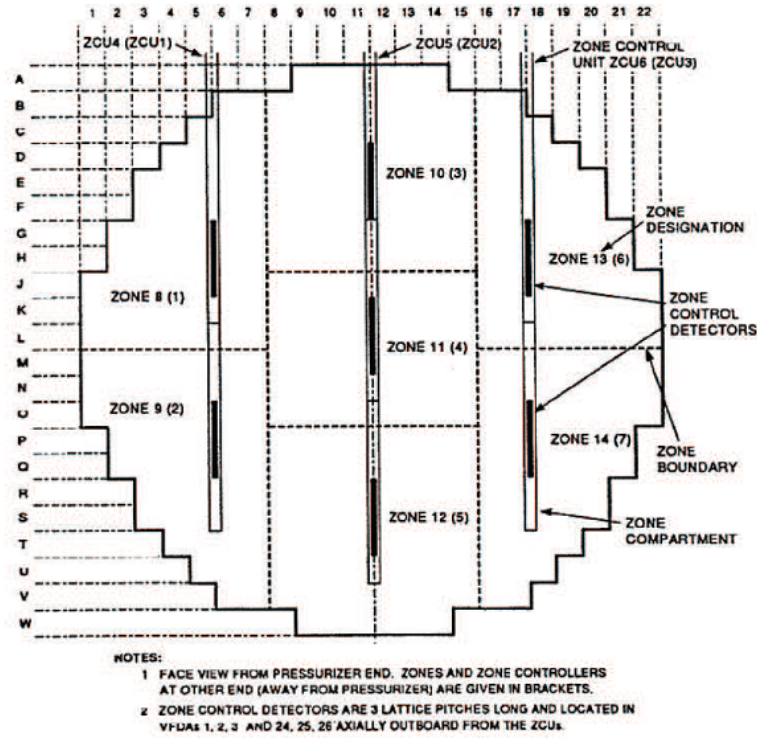 1 2 3 4 5 6 7 8 9 10 11 12 13 14 15 16 17 18 19 20 21 22
ZCU4 (ZCU1)
ZCU5 (ZCU2)
ZONE CONTROL
UNIT ZCU6 (ZCU3)
A
B
C
D
E
F
G
H
J
K
L
M
N
O
P
Q
R
S
T
U
V
W
ZONE 10 (3)
ZONE
DESIGNATION
ZONE 13 (6)
ZONE 8 (1)
ZONE
CONTROL
DETECTORS
ZONE 11 (4)
ZONE 9 (2)
ZONE 14 (7)
ZONE
BOUNDARY
ZONE 12 (5)
ZONE
COMPARTMENT
NOTES:
1 FACE VIEW FROM PRESSURIZER END. ZONES AND ZONE CONTROLLERS
AT OTHER END (AWAY FROM PRESSURIZER) ARE GIVEN IN BRACKETS.
2 ZONE CONTROL DETECTORS ARE 3 LATTICE PITCHES LONG AND LOCATED IN
VFDAs 1, 2, 3 AND 24, 25, 26 AXIALLY OUTBOARD FROM THE ZCUs.